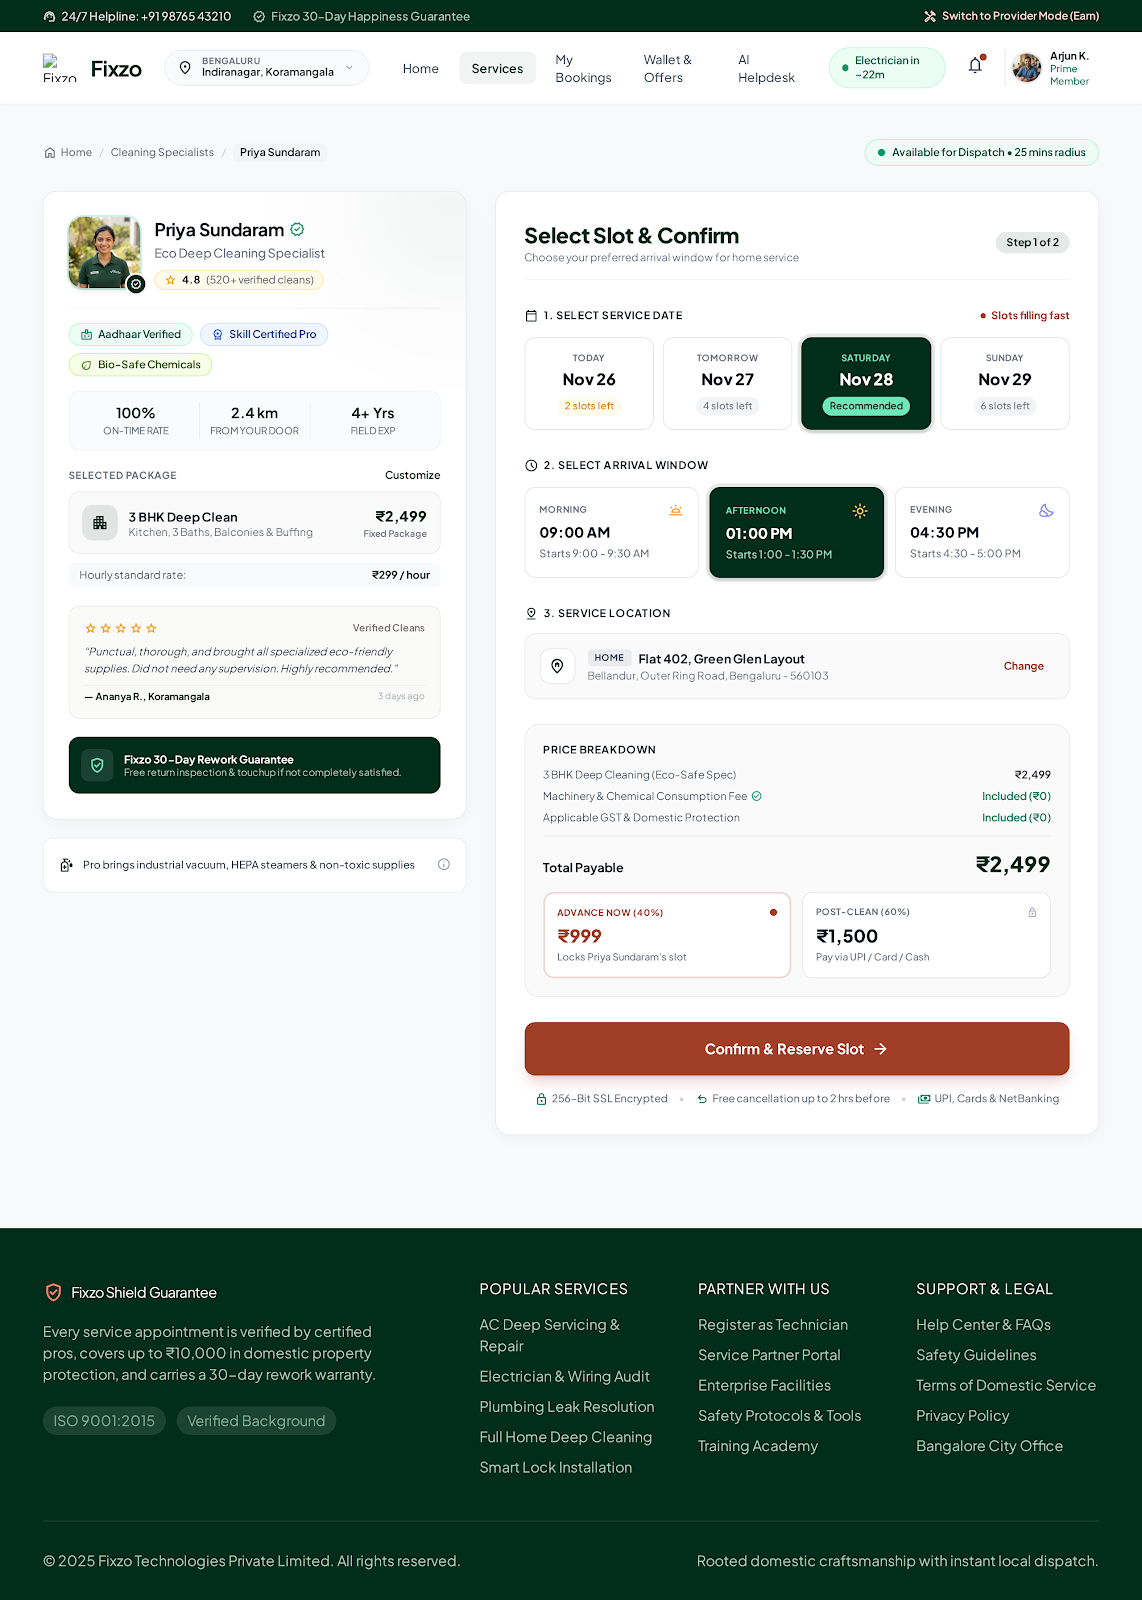 24/7 Helpline: +91 98765 43210
Fixzo 30-Day Happiness Guarantee
Switch to Provider Mode (Earn)
Fixzo
Fixzo
BENGALURU
Indiranagar, Koramangala
Home
Services
My
Bookings
Wallet &
Offers
AI
Helpdesk
Electrician in
~22m
Arjun K.
Prime
Member
Home / Cleaning Specialists / Priya Sundaram
Available for Dispatch • 25 mins radius
Priya Sundaram
Eco Deep Cleaning Specialist
4.8 (520+ verified cleans)
Aadhaar Verified
Skill Certified Pro
Bio-Safe Chemicals
100%
ON-TIME RATE
2.4 km
FROM YOUR DOOR
4+ Yrs
FIELD EXP
SELECTED PACKAGE
Customize
3 BHK Deep Clean
Kitchen, 3 Baths, Balconies & Buffing
₹2,499
Fixed Package
Hourly standard rate:
₹299 / hour
Verified Cleans
"Punctual, thorough, and brought all specialized eco-friendly
supplies. Did not need any supervision. Highly recommended."
— Ananya R., Koramangala
3 days ago
Fixzo 30-Day Rework Guarantee
Free return inspection & touchup if not completely satisfied.
Pro brings industrial vacuum, HEPA steamers & non-toxic supplies
Select Slot & Confirm
Choose your preferred arrival window for home service
Step 1 of 2
1. SELECT SERVICE DATE
• Slots filling fast
TODAY
Nov 26
2 slots left
TOMORROW
Nov 27
4 slots left
SATURDAY
Nov 28
Recommended
SUNDAY
Nov 29
6 slots left
2. SELECT ARRIVAL WINDOW
MORNING
09:00 AM
Starts 9:00 - 9:30 AM
AFTERNOON
01:00 PM
Starts 1:00 - 1:30 PM
EVENING
04:30 PM
Starts 4:30 - 5:00 PM
3. SERVICE LOCATION
HOME Flat 402, Green Glen Layout
Bellandur, Outer Ring Road, Bengaluru - 560103
Change
PRICE BREAKDOWN
3 BHK Deep Cleaning (Eco-Safe Spec)
₹2,499
Machinery & Chemical Consumption Fee
Included (₹0)
Applicable GST & Domestic Protection
Included (₹0)
Total Payable
₹2,499
ADVANCE NOW (40%)
₹999
Locks Priya Sundaram's slot
POST-CLEAN (60%)
₹1,500
Pay via UPI / Card / Cash
Confirm & Reserve Slot →
256-Bit SSL Encrypted • Free cancellation up to 2 hrs before • UPI, Cards & NetBanking
Fixzo Shield Guarantee
Every service appointment is verified by certified
pros, covers up to ₹10,000 in domestic property
protection, and carries a 30-day rework warranty.
ISO 9001:2015
Verified Background
POPULAR SERVICES
AC Deep Servicing &
Repair
Electrician & Wiring Audit
Plumbing Leak Resolution
Full Home Deep Cleaning
Smart Lock Installation
PARTNER WITH US
Register as Technician
Service Partner Portal
Enterprise Facilities
Safety Protocols & Tools
Training Academy
SUPPORT & LEGAL
Help Center & FAQs
Safety Guidelines
Terms of Domestic Service
Privacy Policy
Bangalore City Office
© 2025 Fixzo Technologies Private Limited. All rights reserved.
Rooted domestic craftsmanship with instant local dispatch.